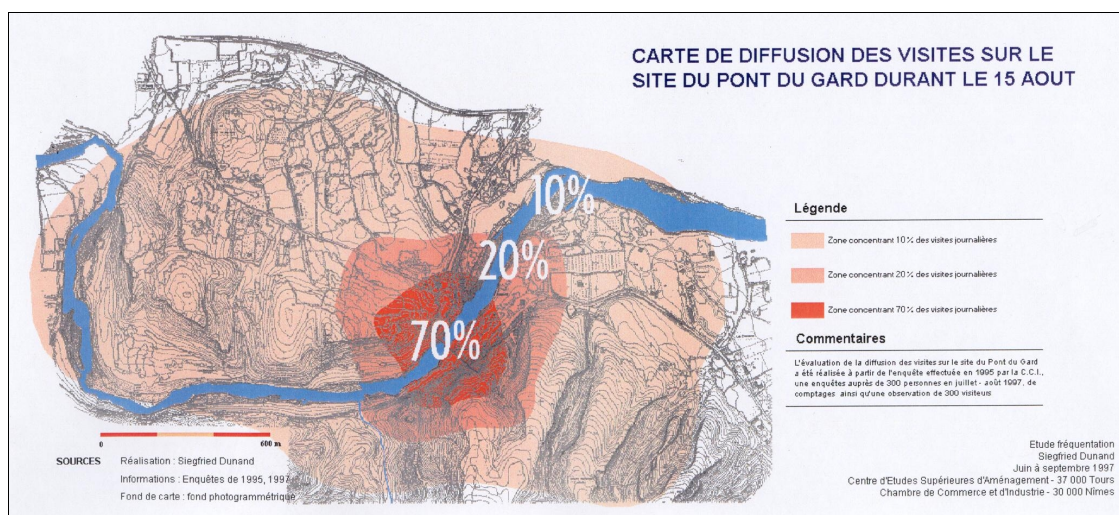 CARTE DE DIFFUSION DES VISITES SUR LE
SITE DU PONT DU GARD DURANT LE 15 AOUT
10%
20%
70%
Légende
Zone concentrant 10% des visites journalières
Zone concentrant 20% des visites journalières
Zone concentrant 70% des visites journalières
Commentaires
L'évaluation de la diffusion des visites sur le site du Pont du Gard
a été réalisée à partir de l'enquête effectuée en 1995 par la C.C.I.,
une enquêtes auprès de 300 personnes en juillet - août 1997, de
comptages ainsi qu'une observation de 300 visiteurs
0
600 m
SOURCES
Réalisation : Siegfried Dunand
Informations : Enquêtes de 1995, 1997
Fond de carte : fond photogrammétrique
Etude fréquentation
Siegfried Dunand
Juin à septembre 1997
Centre d'Etudes Supérieures d'Aménagement - 37 000 Tours
Chambre de Commerce et d'Industrie - 30 000 Nîmes